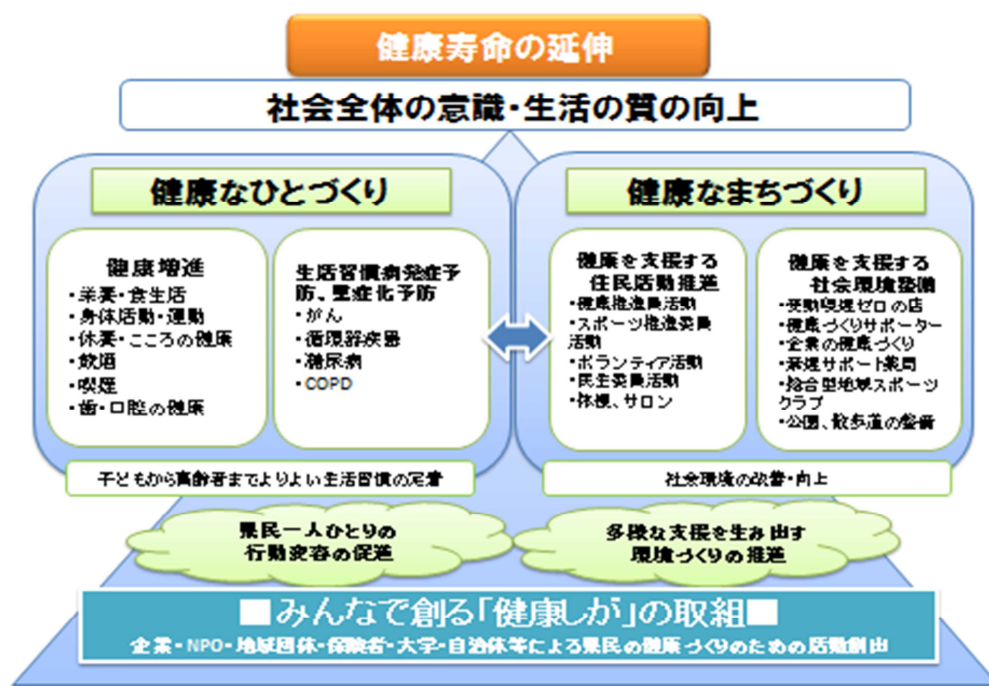 健康寿命の延伸
社会全体の意識・生活の質の向上
健康なひとづくり
健康増進
・栄養・食生活
・身体活動・運動
・休養・こころの健康
・飲酒
・喫煙
・歯・口腔の健康
生活習慣病発症予
防、重症化予防
・がん
・循環器疾患
・糖尿病
・COPD
子どもから高齢者までよりよい生活習慣の定着
健康なまちづくり
健康を支援する
住民活動推進
・健康推進員活動
・スポーツ推進委員
活動
・ボランティア活動
・民生委員活動
・体操、サロン
健康を支援する
社会環境整備
・受動喫煙ゼロの店
・健康づくりサポーター
・企業の健康づくり
・禁煙サポート薬局
・総合型地域スポーツ
クラブ
・公園、散歩道の整備
社会環境の改善・向上
県民一人ひとりの
行動変容の促進
多様な支援を生み出す
環境づくりの推進
■みんなで創る「健康しが」の取組■
企業・NPO・地域団体・保険者・大学・自治体等による県民の健康づくりのための活動創出